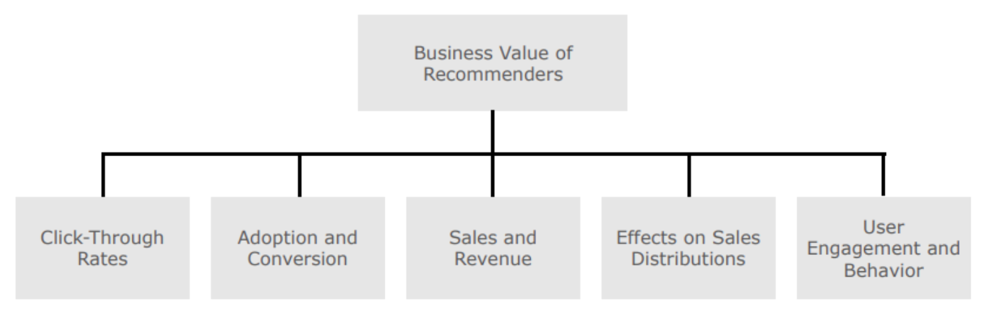 Business Value of
Recommenders
Click-Through
Rates
Adoption and
Conversion
Sales and
Revenue
Effects on Sales
Distributions
User
Engagement and
Behavior